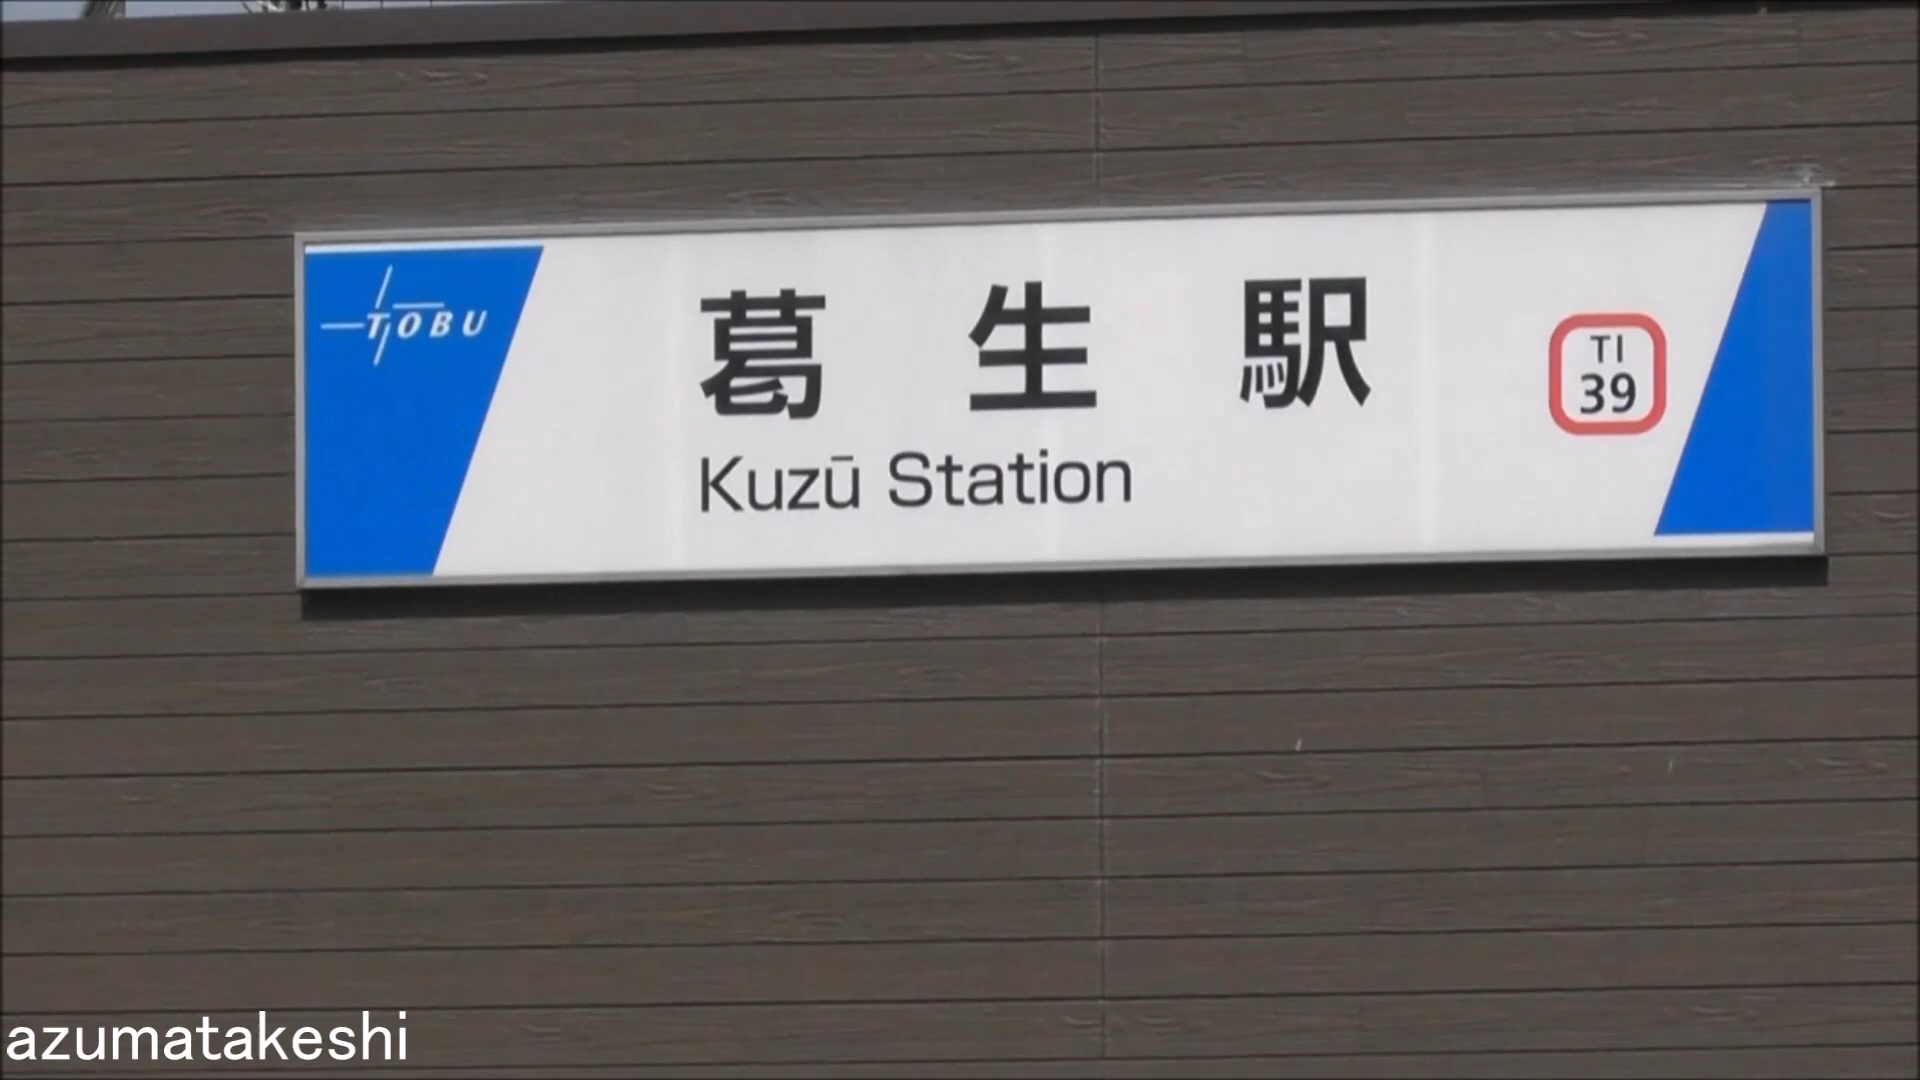 TOBU
葛生駅
TI
39
Kuzū Station
azumatakeshi